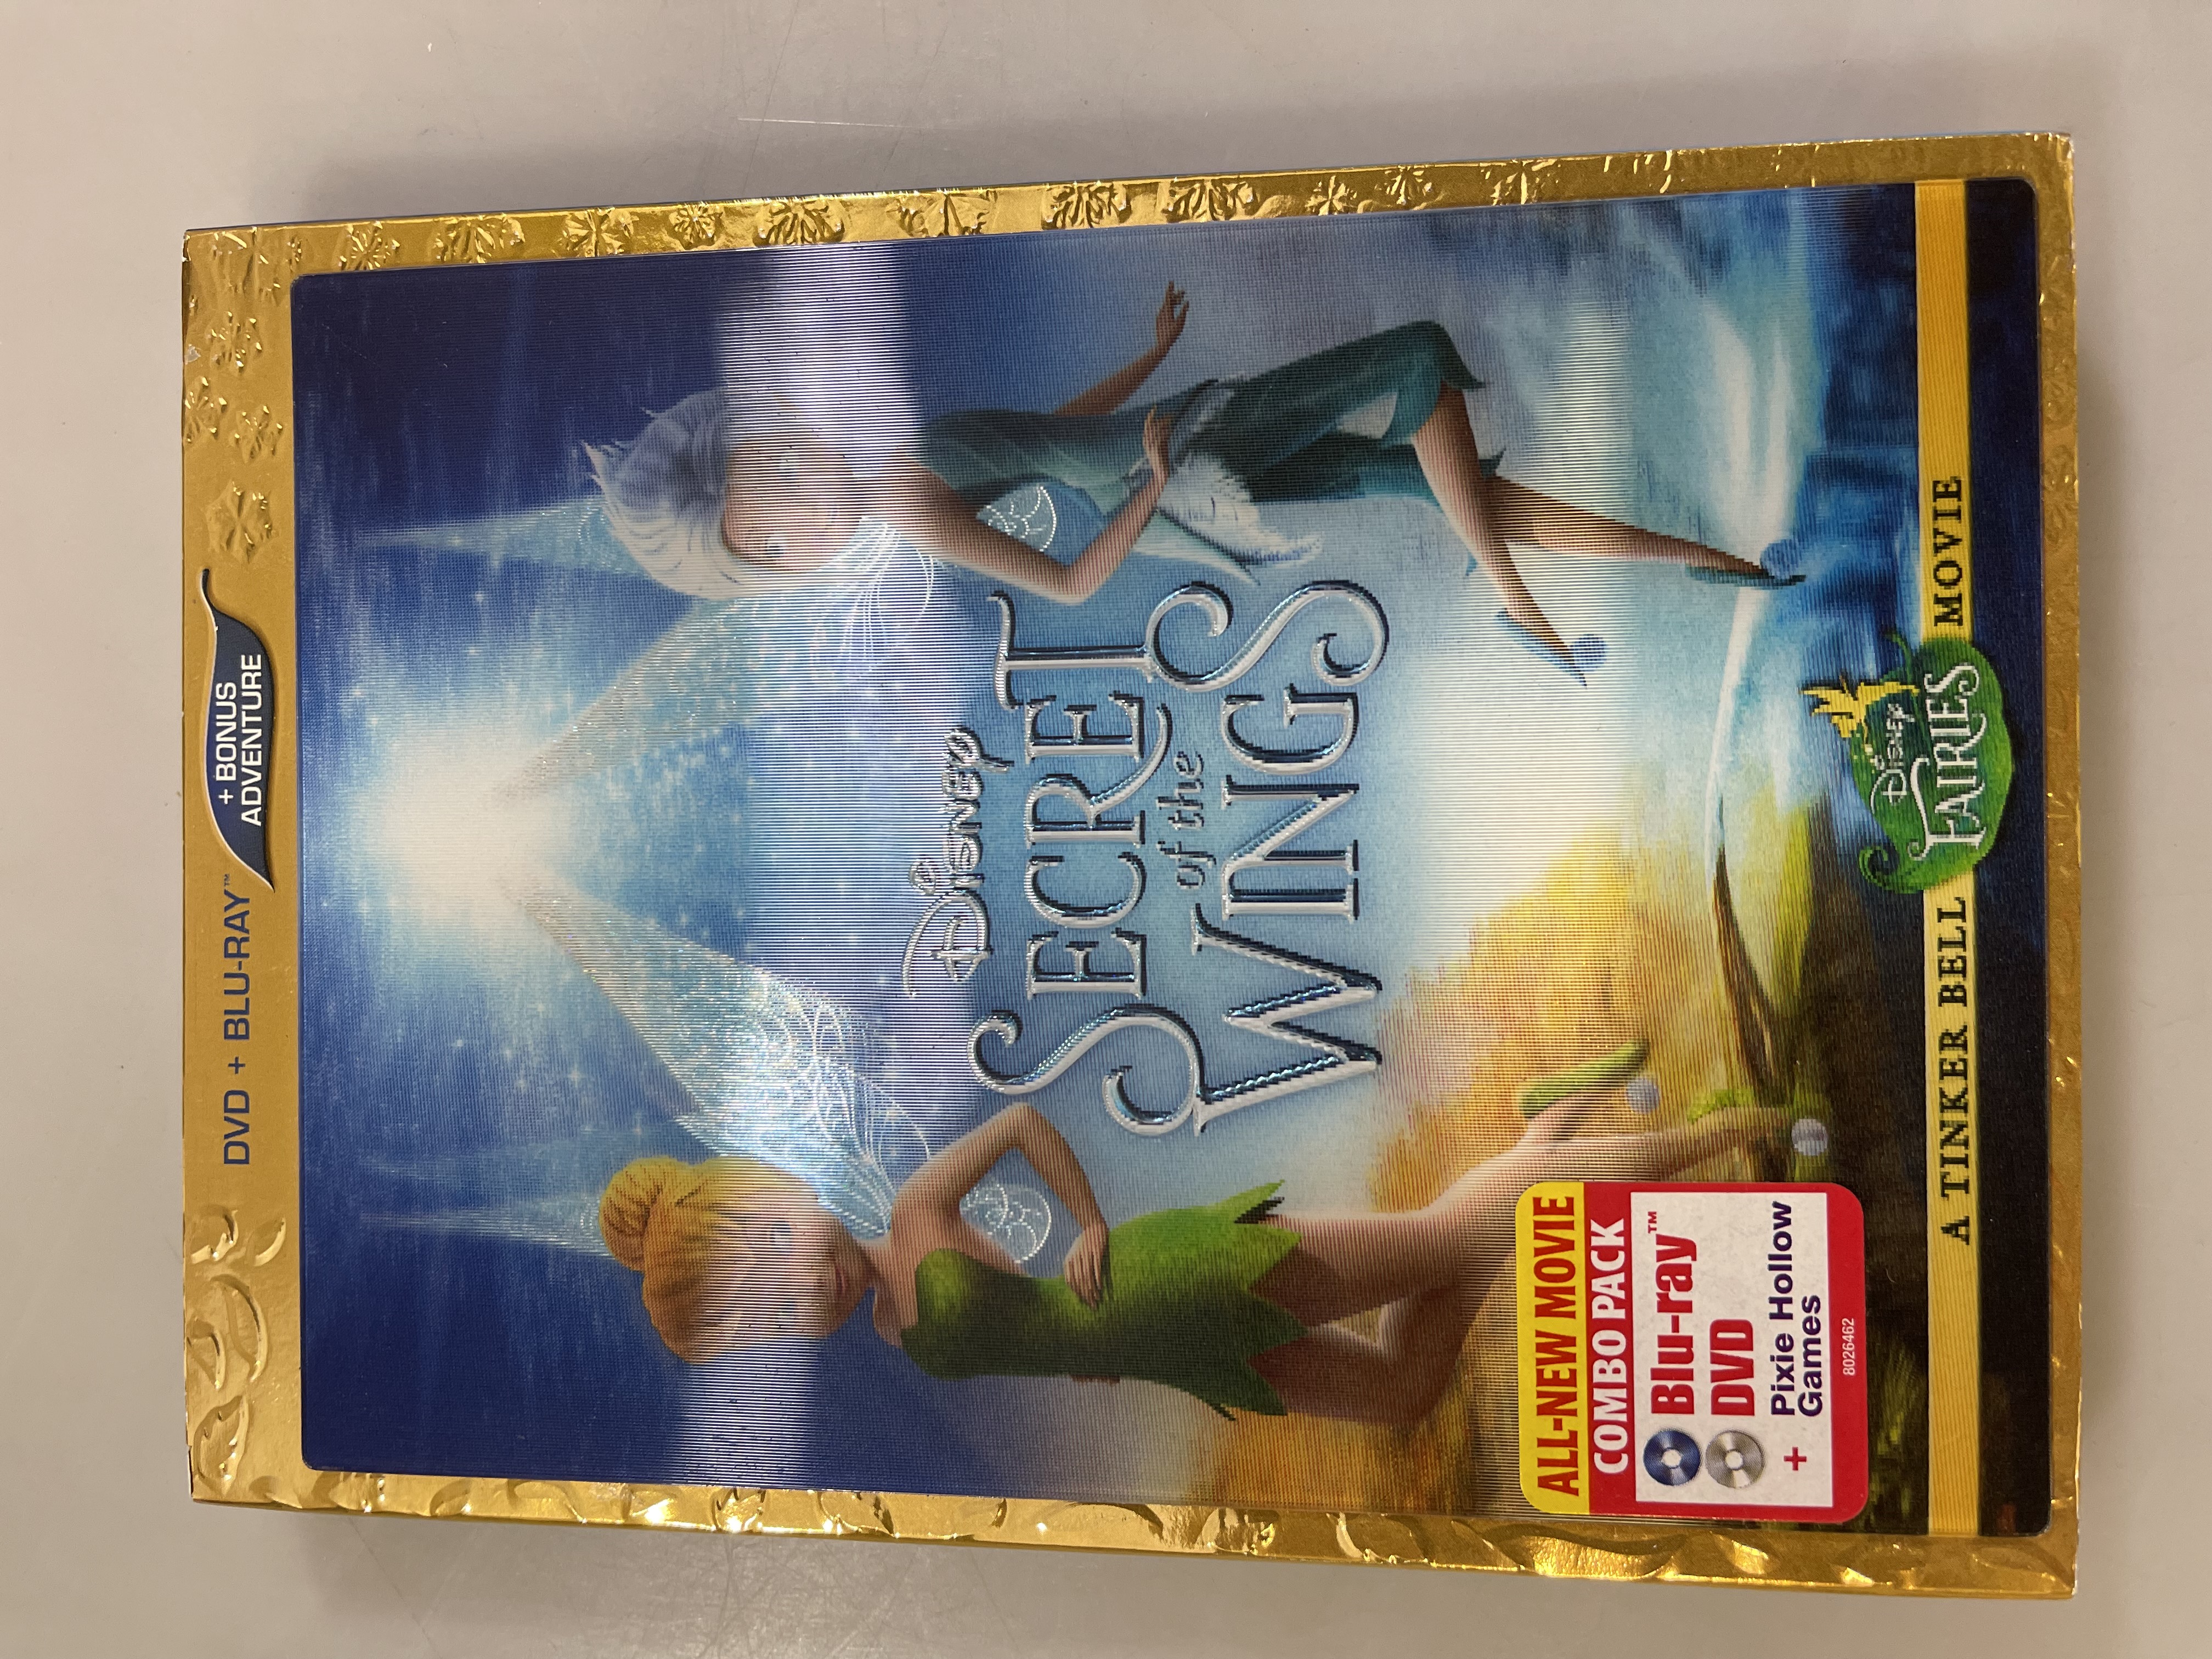 DVD + BLU-RAY™
+ BONUS
ADVENTURE
Disney
SECRET
of the
WINGS
ALL-NEW MOVIE
COMBO PACK
Blu-ray™
DVD
+ Pixie Hollow
Games
8026462
A TINKER BELL
Disney
FAIRIES
MOVIE